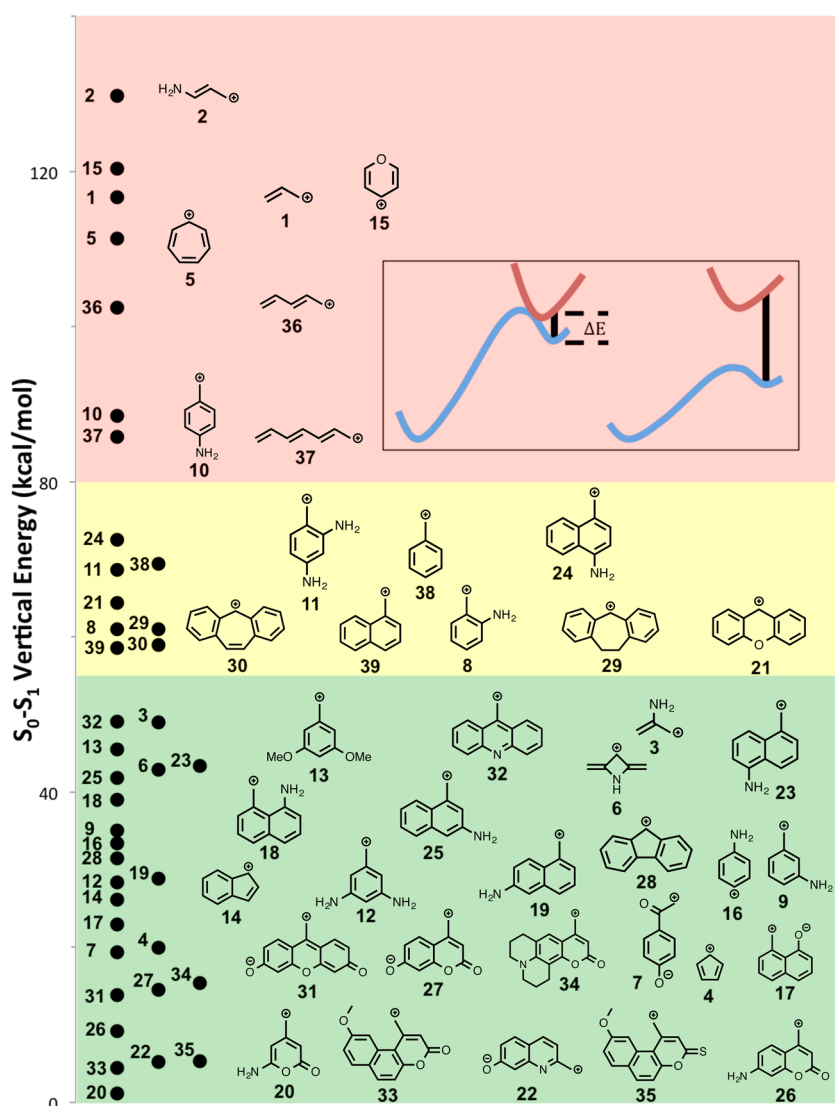 S₀-S₁ Vertical Energy (kcal/mol)
120
80
40
0
2
H₂N
⊕
2
15
1
5
36
10
37
O
⊕
15
⊕
1
⊕
5
⊕
36
ΔE
⊕
NH₂
10
⊕
37
24
11
38
21
8
29
39
30
⊕
NH₂
NH₂
11
⊕
38
⊕
NH₂
24
⊕
30
⊕
39
⊕
NH₂
8
⊕
29
⊕
O
21
32
3
13
6
23
25
18
9
16
28
12
19
14
17
7
4
27
34
31
26
22
35
33
20
⊕
MeO
OMe
13
⊕
N
32
NH₂
⊕
3
⊕
N
H
6
⊕
NH₂
23
⊕
NH₂
18
⊕
NH₂
25
⊕
28
NH₂
⊕
16
⊕
NH₂
9
⊕
14
⊕
H₂N
NH₂
12
⊕
H₂N
19
⊕
⊖O
O
O
31
⊕
⊖O
O
O
27
⊕
N
O
O
34
O
⊕
O⊖
7
⊕
4
⊕
O⊖
17
⊕
H₂N
O
O
20
O
⊕
O
O
33
⊖O
N
⊕
22
O
⊕
O
S
35
⊕
H₂N
O
O
26